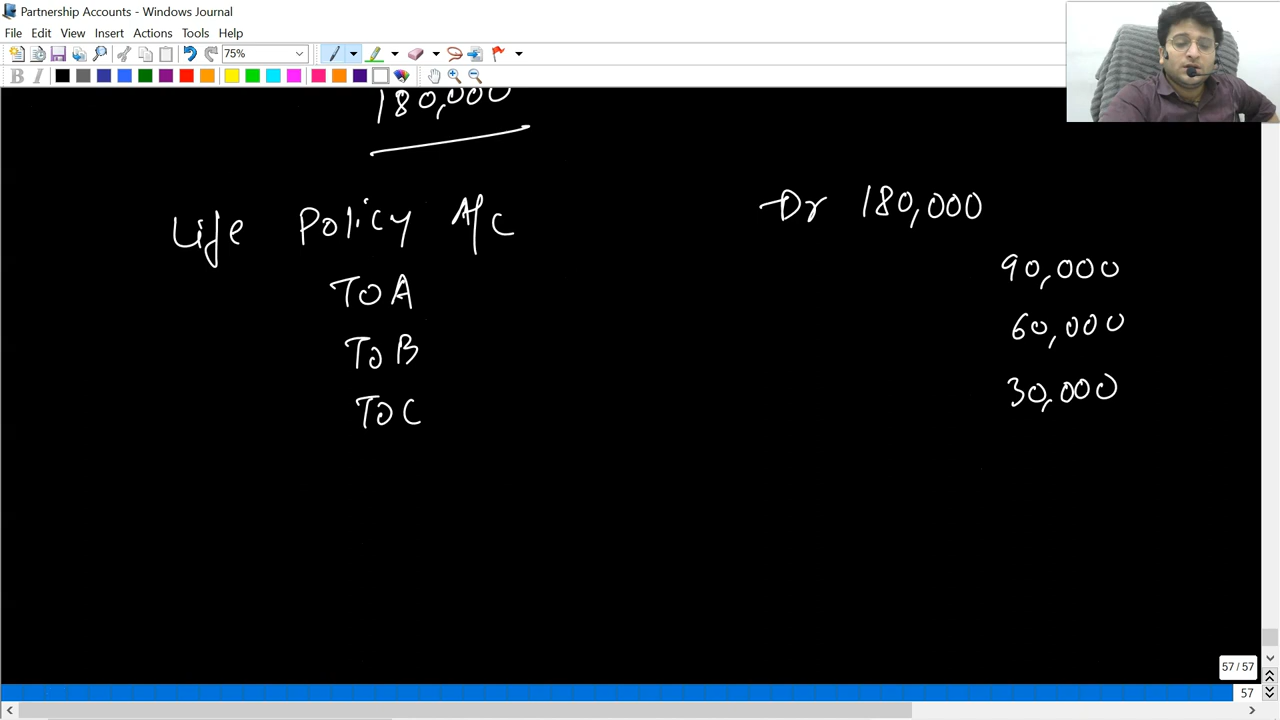 Partnership Accounts - Windows Journal
File Edit View Insert Actions Tools Help
75%
B I
180,000
Life Policy A/C Dr 180,000
To A 90,000
To B 60,000
To C 30,000
57 / 57
57